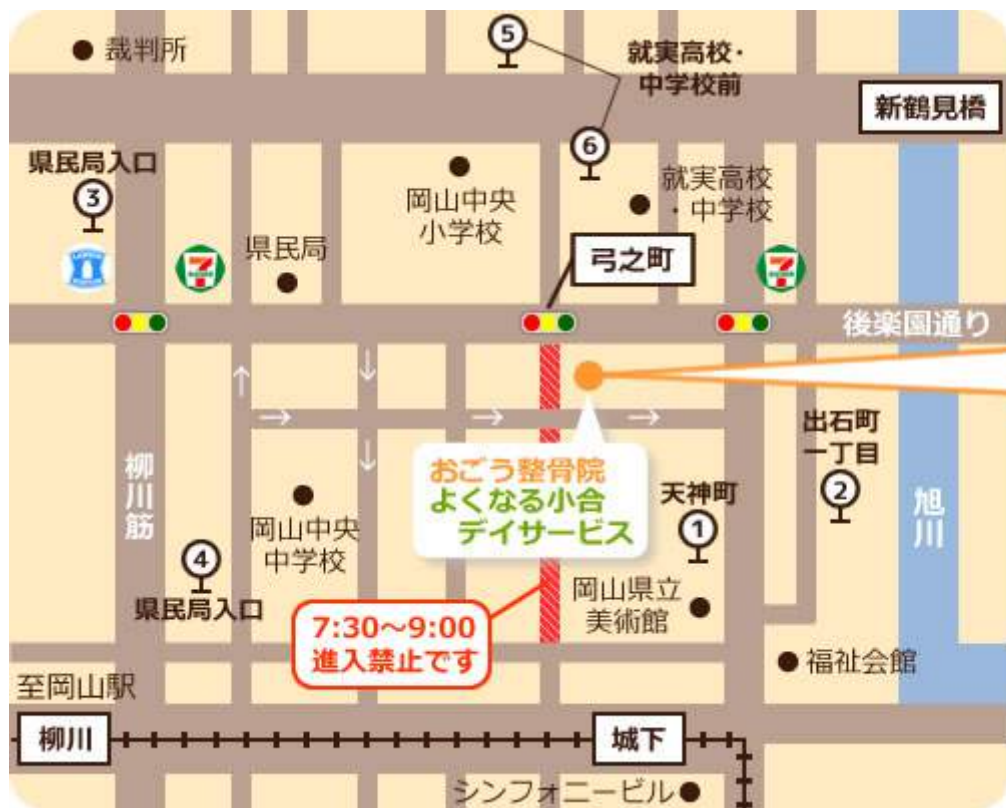 裁判所
5
就実高校・
中学校前
新鶴見橋
県民局入口
3
6
岡山中央
小学校
就実高校
・中学校
県民局
7
弓之町
7
後楽園通り
↑
↓
→
→
→
↓
柳川筋
岡山中央
中学校
おごう整骨院
よくなる小合
デイサービス
天神町
1
出石町
一丁目
2
旭川
4
県民局入口
7:30～9:00
進入禁止です
岡山県立
美術館
福祉会館
至岡山駅
柳川
城下
シンフォニービル